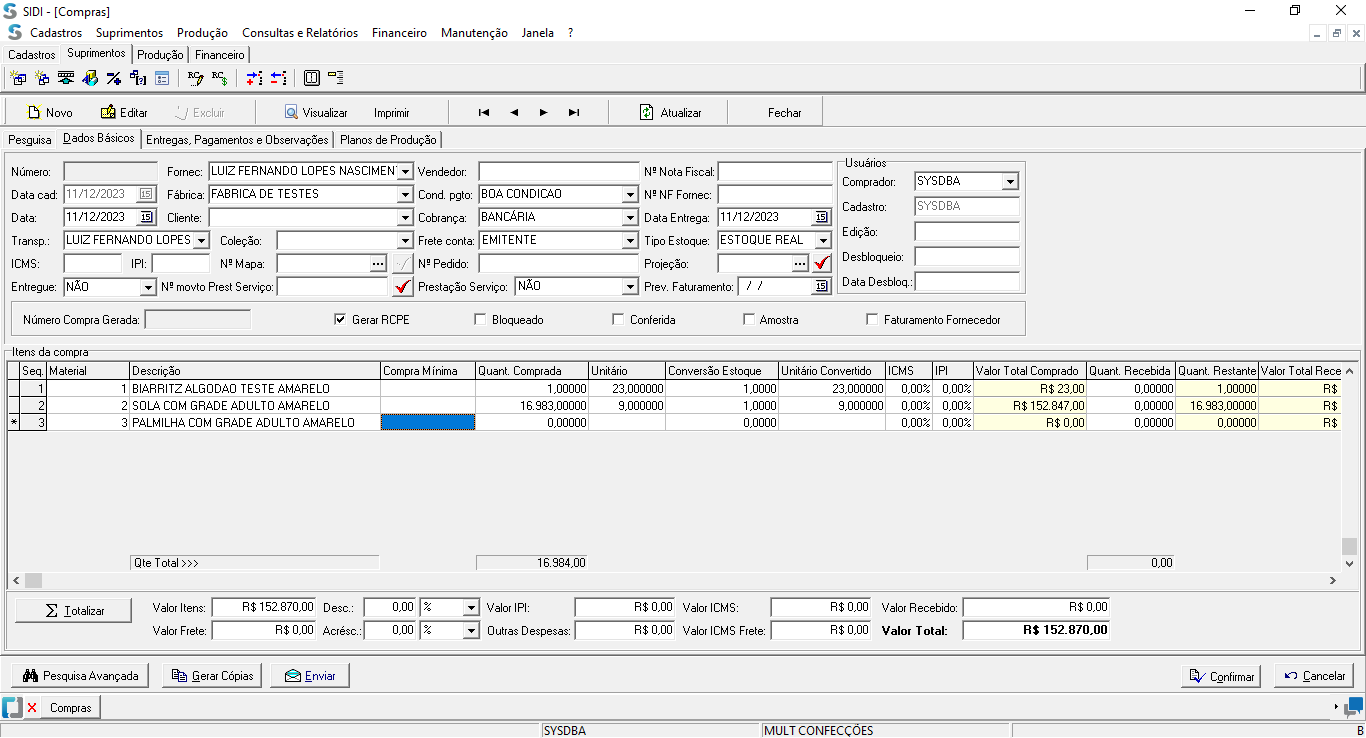 SIDI - [Compras]
Cadastros Suprimentos Produção Consultas e Relatórios Financeiro Manutenção Janela ?
Cadastros Suprimentos Produção Financeiro
Novo Editar Excluir Visualizar Imprimir Atualizar Fechar
Pesquisa Dados Básicos Entregas, Pagamentos e Observações Planos de Produção
Número: Fornec: LUIZ FERNANDO LOPES NASCIMEN Vendedor: Nº Nota Fiscal: Usuários
Comprador: SYSDBA
Data cad: 11/12/2023 15 Fábrica: FABRICA DE TESTES Cond. pgto: BOA CONDICAO Nº NF Fornec:
Cadastro: SYSDBA
Data: 11/12/2023 15 Cliente: Cobrança: BANCÁRIA Data Entrega: 11/12/2023 15
Edição:
Transp.: LUIZ FERNANDO LOPES Coleção: Frete conta: EMITENTE Tipo Estoque: ESTOQUE REAL
Desbloqueio:
ICMS: IPI: Nº Mapa: ... Nº Pedido: Projeção: ...
Data Desbloq.:
Entregue: NÃO Nº movto Prest Serviço: Prestação Serviço: NÃO Prev. Faturamento: / / 15
Número Compra Gerada: Gerar RCPE Bloqueado Conferida Amostra Faturamento Fornecedor
Itens da compra
Seq. Material Descrição Compra Mínima Quant. Comprada Unitário Conversão Estoque Unitário Convertido ICMS IPI Valor Total Comprado Quant. Recebida Quant. Restante Valor Total Rece
1 1 BIARRITZ ALGODAO TESTE AMARELO 1,00000 23,000000 1,0000 23,000000 0,00% 0,00% R$ 23,00 0,00000 1,00000 R$
2 2 SOLA COM GRADE ADULTO AMARELO 16.983,00000 9,000000 1,0000 9,000000 0,00% 0,00% R$ 152.847,00 0,00000 16.983,00000 R$
* 3 3 PALMILHA COM GRADE ADULTO AMARELO 0,00000 0,0000 0,00% 0,00% R$ 0,00 0,00000 0,00000 R$
Qte Total >>> 16.984,00 0,00
Σ Totalizar Valor Itens: R$ 152.870,00 Desc.: 0,00 % Valor IPI: R$ 0,00 Valor ICMS: R$ 0,00 Valor Recebido: R$ 0,00
Valor Frete: R$ 0,00 Acrésc.: 0,00 % Outras Despesas: R$ 0,00 Valor ICMS Frete: R$ 0,00 Valor Total: R$ 152.870,00
Pesquisa Avançada Gerar Cópias Enviar Confirmar Cancelar
Compras
SYSDBA MULT CONFECÇÕES B